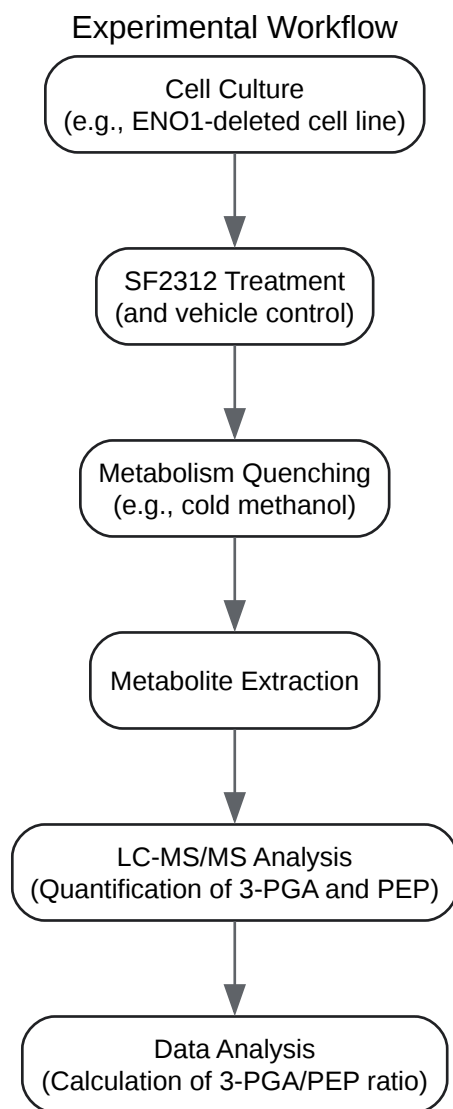 Experimental Workflow
Cell Culture
(e.g., ENO1-deleted cell line)
SF2312 Treatment
(and vehicle control)
Metabolism Quenching
(e.g., cold methanol)
Metabolite Extraction
LC-MS/MS Analysis
(Quantification of 3-PGA and PEP)
Data Analysis
(Calculation of 3-PGA/PEP ratio)